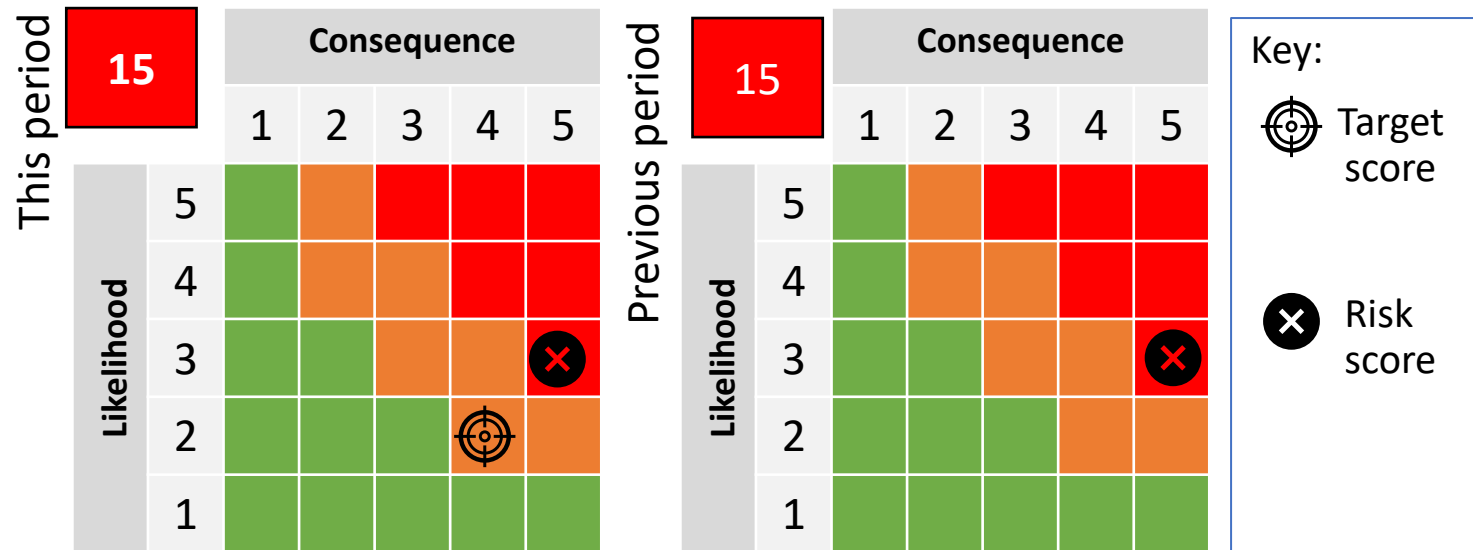 This period
15
Consequence
1 2 3 4 5
Likelihood
5
4
3
2
1
Previous period
15
Consequence
1 2 3 4 5
Likelihood
5
4
3
2
1
Key:
Target
score
Risk
score